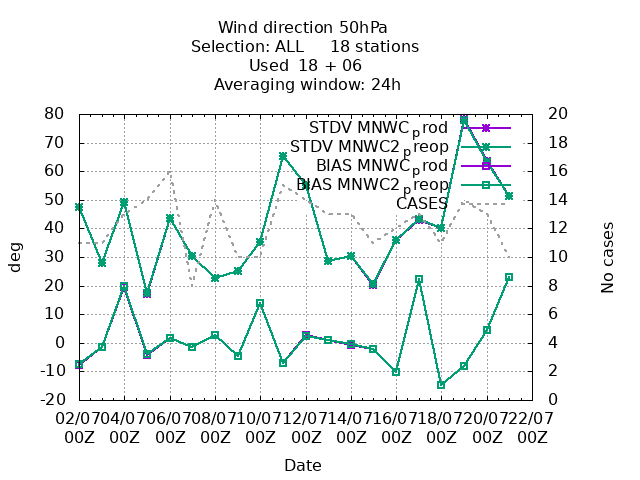 Wind direction 50hPa
Selection: ALL 18 stations
Used 18 + 06
Averaging window: 24h
80 20
STDV MNWCprod
70 18
STDV MNWC2preop
60 16
BIAS MNWCprod
BIAS MNWC2preop
50 14
CASES
40 12
30 10
20 8
10 6
0 4
-10 2
-20 0
deg
No cases
02/07 04/07 06/07 08/07 10/07 12/07 14/07 16/07 18/07 20/07 22/07
00Z 00Z 00Z 00Z 00Z 00Z 00Z 00Z 00Z 00Z 00Z
Date